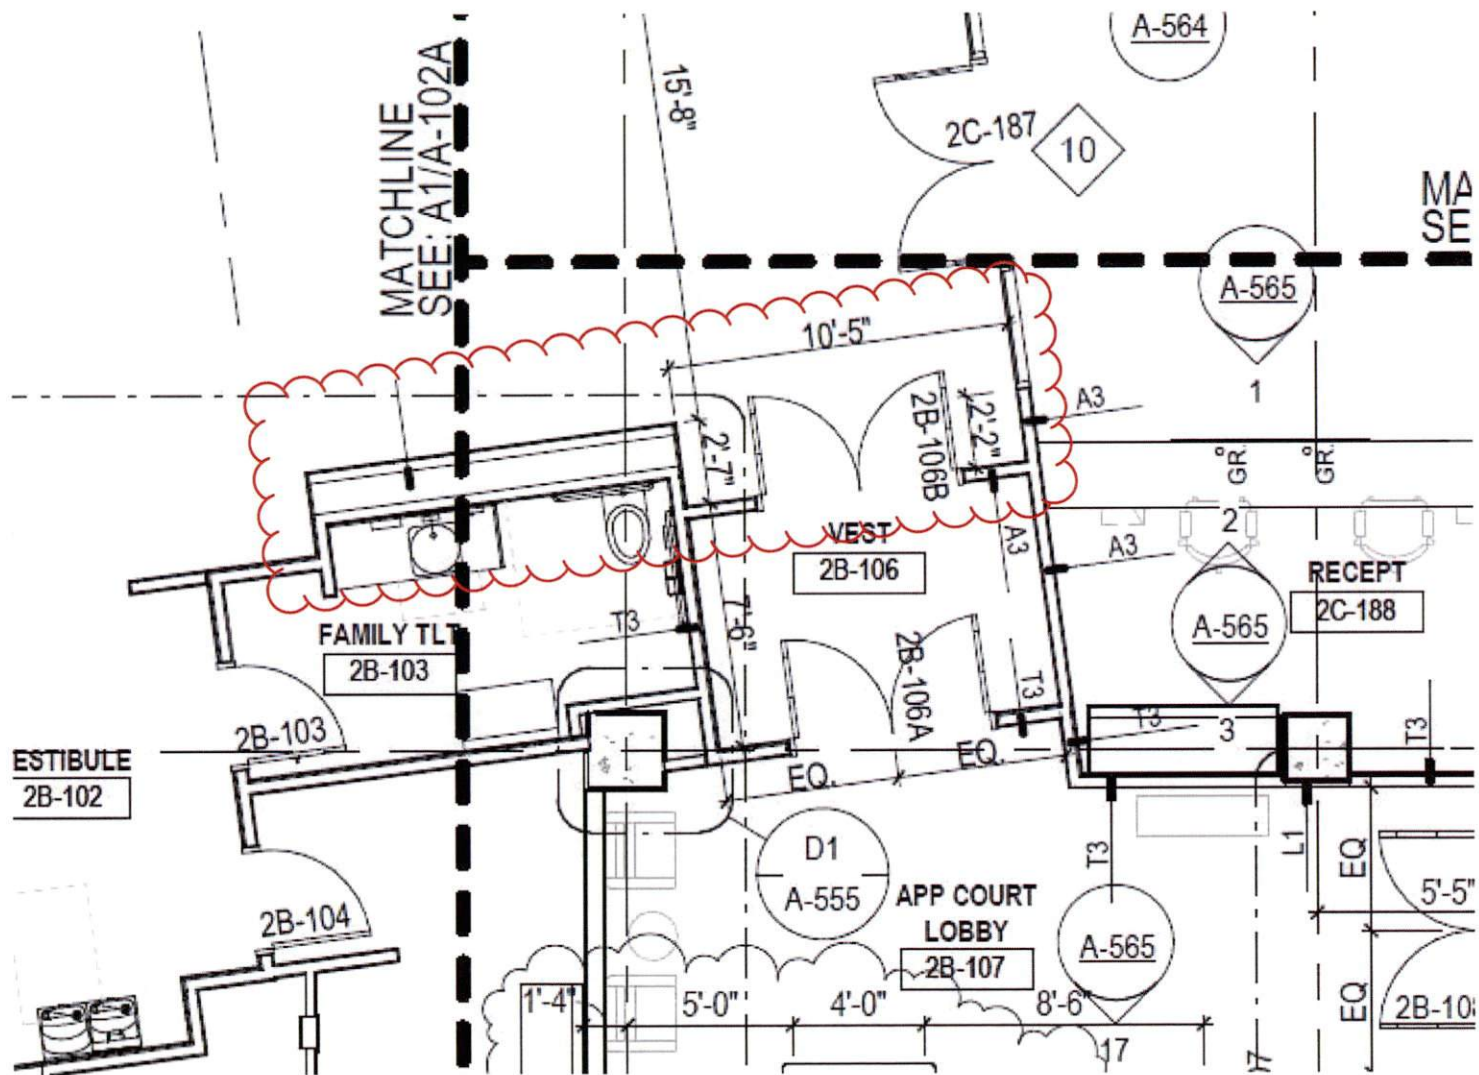 A-564
MATCHLINE
SEE: A1/A-102A
15'-8"
2C-187
10
MA
SE
A-565
1
10'-5"
A3
2B-106B
2'-2"
2'-7"
GR.
GR.
2
A3
A3
VEST
2B-106
RECEPT
2C-188
A-565
FAMILY TLT
2B-103
T3
7'-6"
2B-106A
T3
T3
3
T3
2B-103
ESTIBULE
2B-102
EQ.
EQ.
D1
A-555
T3
L1
EQ
5'-5"
2B-104
APP COURT
LOBBY
2B-107
A-565
1'-4"
5'-0"
4'-0"
8'-6"
17
EQ
2B-10